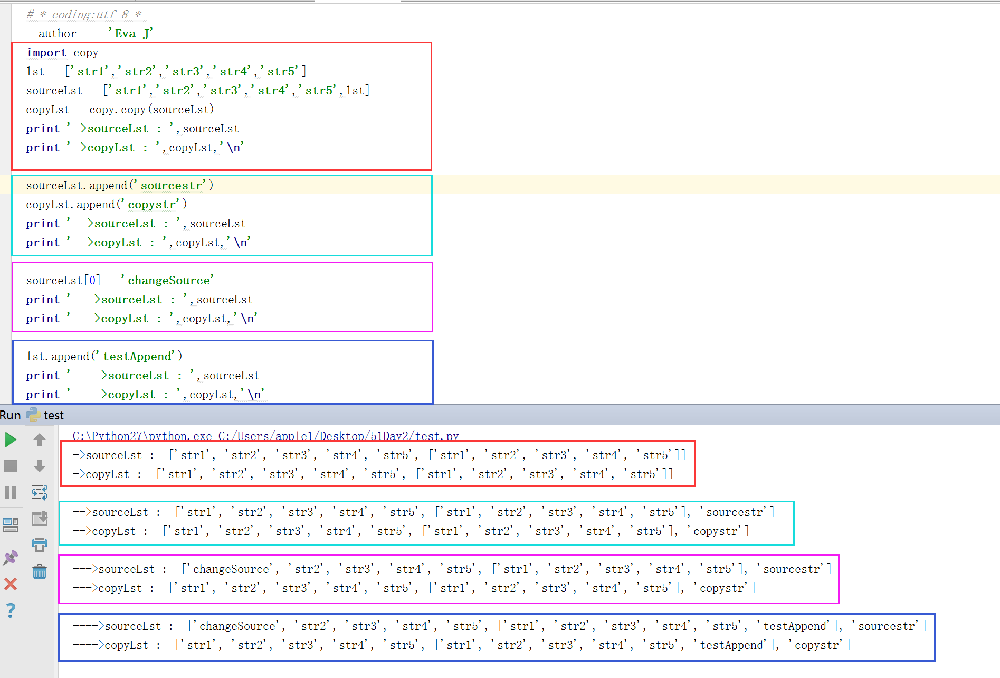 #-*-coding:utf-8-*-
__author__ = 'Eva_J'
import copy
lst = ['str1','str2','str3','str4','str5']
sourceLst = ['str1','str2','str3','str4','str5',lst]
copyLst = copy.copy(sourceLst)
print '->sourceLst : ',sourceLst
print '->copyLst : ',copyLst,'\n'
sourceLst.append('sourcestr')
copyLst.append('copystr')
print '-->sourceLst : ',sourceLst
print '-->copyLst : ',copyLst,'\n'
sourceLst[0] = 'changeSource'
print '--->sourceLst : ',sourceLst
print '--->copyLst : ',copyLst,'\n'
lst.append('testAppend')
print '---->sourceLst : ',sourceLst
print '---->copyLst : ',copyLst,'\n'
Run test
C:\Python27\python.exe C:/Users/apple1/Desktop/51Day2/test.py
->sourceLst :  ['str1', 'str2', 'str3', 'str4', 'str5', ['str1', 'str2', 'str3', 'str4', 'str5']]
->copyLst :  ['str1', 'str2', 'str3', 'str4', 'str5', ['str1', 'str2', 'str3', 'str4', 'str5']]
-->sourceLst :  ['str1', 'str2', 'str3', 'str4', 'str5', ['str1', 'str2', 'str3', 'str4', 'str5'], 'sourcestr']
-->copyLst :  ['str1', 'str2', 'str3', 'str4', 'str5', ['str1', 'str2', 'str3', 'str4', 'str5'], 'copystr']
--->sourceLst :  ['changeSource', 'str2', 'str3', 'str4', 'str5', ['str1', 'str2', 'str3', 'str4', 'str5'], 'sourcestr']
--->copyLst :  ['str1', 'str2', 'str3', 'str4', 'str5', ['str1', 'str2', 'str3', 'str4', 'str5'], 'copystr']
---->sourceLst :  ['changeSource', 'str2', 'str3', 'str4', 'str5', ['str1', 'str2', 'str3', 'str4', 'str5', 'testAppend'], 'sourcestr']
---->copyLst :  ['str1', 'str2', 'str3', 'str4', 'str5', ['str1', 'str2', 'str3', 'str4', 'str5', 'testAppend'], 'copystr']